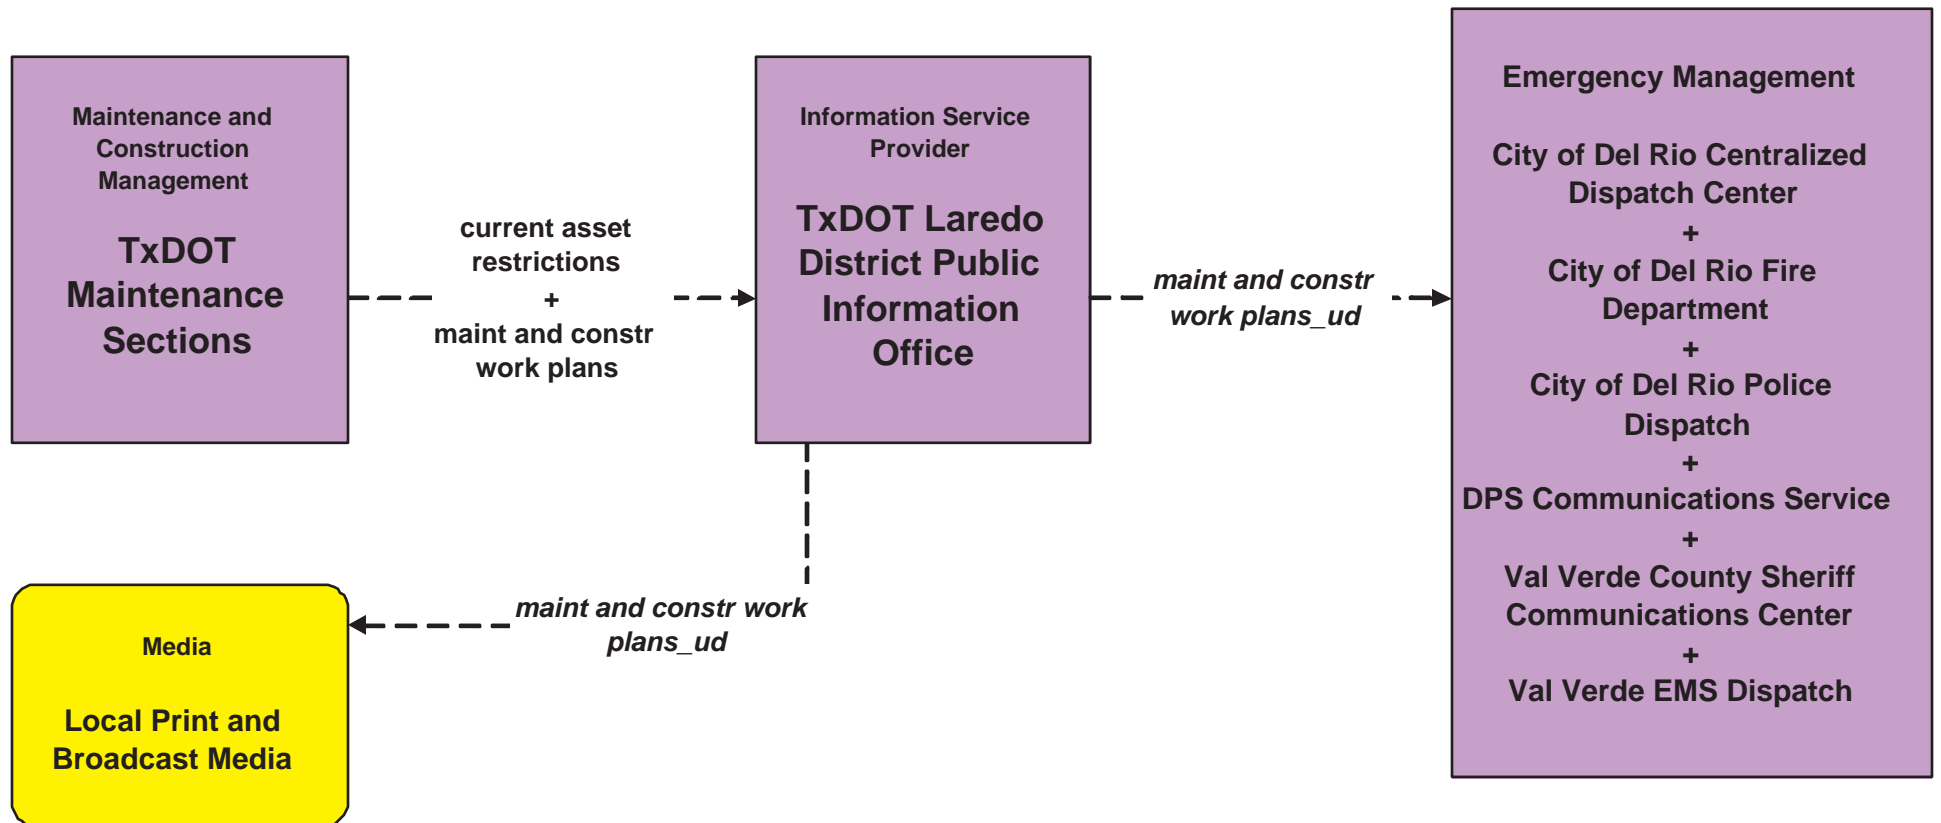 Maintenance and
Construction
Management
TxDOT
Maintenance
Sections
current asset
restrictions
+
maint and constr
work plans
Information Service
Provider
TxDOT Laredo
District Public
Information
Office
maint and constr
work plans_ud
Emergency Management
City of Del Rio Centralized
Dispatch Center
+
City of Del Rio Fire
Department
+
City of Del Rio Police
Dispatch
+
DPS Communications Service
+
Val Verde County Sheriff
Communications Center
+
Val Verde EMS Dispatch
maint and constr work
plans_ud
Media
Local Print and
Broadcast Media